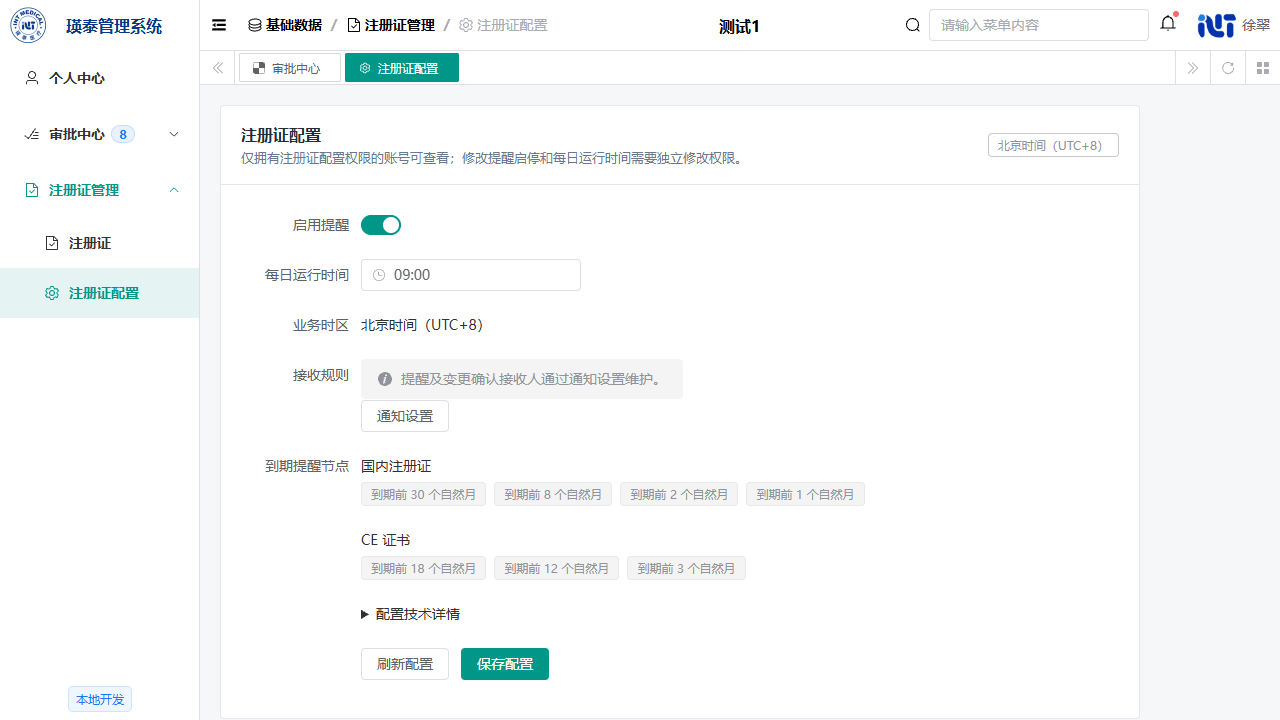 瑛泰管理系统
基础数据 / 注册证管理 / 注册证配置
测试1
请输入菜单内容
徐翠
个人中心
审批中心 8
注册证管理
注册证
注册证配置
本地开发
审批中心
注册证配置
注册证配置
仅拥有注册证配置权限的账号可查看；修改提醒启停和每日运行时间需要独立修改权限。
北京时间（UTC+8）
启用提醒
每日运行时间 09:00
业务时区 北京时间（UTC+8）
接收规则 提醒及变更确认接收人通过通知设置维护。
通知设置
到期提醒节点 国内注册证
到期前 30 个自然月 到期前 8 个自然月 到期前 2 个自然月 到期前 1 个自然月
CE 证书
到期前 18 个自然月 到期前 12 个自然月 到期前 3 个自然月
配置技术详情
刷新配置 保存配置